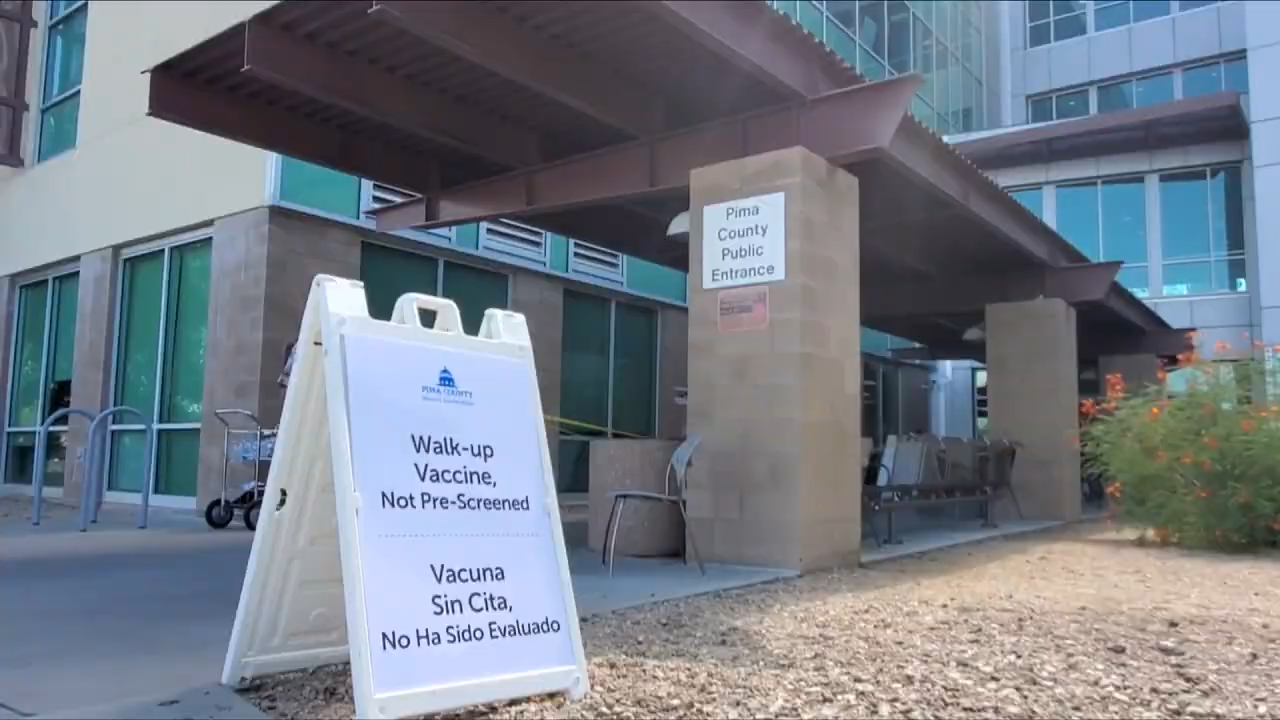 Pima
County
Public
Entrance
PIMA COUNTY
Walk-up
Vaccine,
Not Pre-Screened
Vacuna
Sin Cita,
No Ha Sido Evaluado